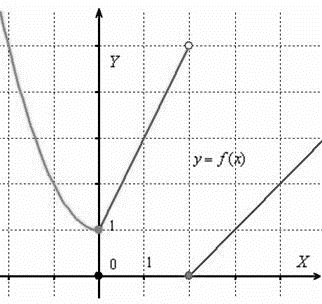 Y
y = f(x)
1
0 1 X